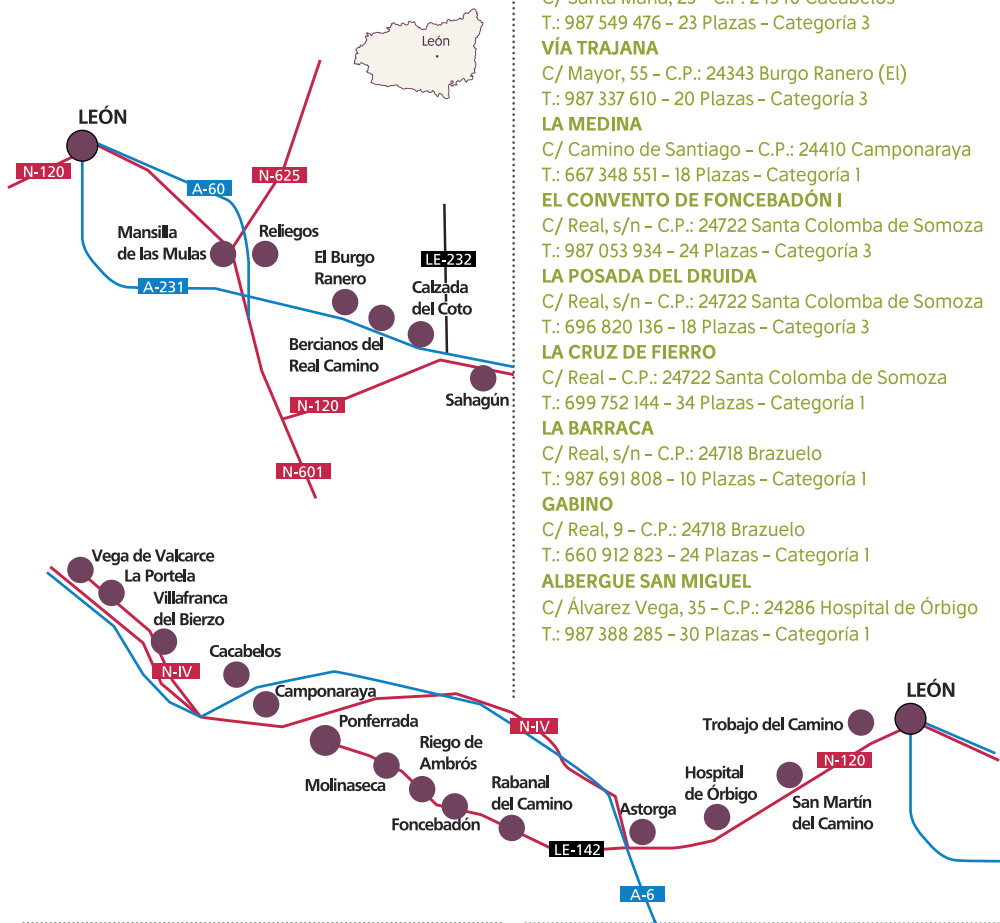 León
LEÓN
N-120
A-60
N-625
Mansilla
de las Mulas
Religos
El Burgo
Ranero
LE-232
Calzada
del Coto
A-231
Bercianos del
Real Camino
Sahagún
N-120
N-601
T.: 987 549 476 – 23 Plazas – Categoría 3
VÍA TRAJANA
C/ Mayor, 55 – C.P.: 24343 Burgo Ranero (El)
T.: 987 337 610 – 20 Plazas – Categoría 3
LA MEDINA
C/ Camino de Santiago – C.P.: 24410 Camponaraya
T.: 667 348 551 – 18 Plazas – Categoría 1
EL CONVENTO DE FONCEBADÓN I
C/ Real, s/n – C.P.: 24722 Santa Colomba de Somoza
T.: 987 053 934 – 24 Plazas – Categoría 3
LA POSADA DEL DRUIDA
C/ Real, s/n – C.P.: 24722 Santa Colomba de Somoza
T.: 696 820 136 – 18 Plazas – Categoría 3
LA CRUZ DE FIERRO
C/ Real – C.P.: 24722 Santa Colomba de Somoza
T.: 699 752 144 – 34 Plazas – Categoría 1
LA BARRACA
C/ Real, s/n – C.P.: 24718 Brazuelo
T.: 987 691 808 – 10 Plazas – Categoría 1
GABINO
C/ Real, 9 – C.P.: 24718 Brazuelo
T.: 660 912 823 – 24 Plazas – Categoría 1
ALBERGUE SAN MIGUEL
C/ Álvarez Vega, 35 – C.P.: 24286 Hospital de Órbigo
T.: 987 388 285 – 30 Plazas – Categoría 1
Vega de Valcarce
La Portela
Villafranca
del Bierzo
N-IV
Cacabelos
Camponaraya
Ponferrada
Molinaseca
Riego de
Ambrós
Foncebadón
Rabanal
del Camino
LE-142
N-IV
Astorga
A-6
Hospital
de Órbigo
San Martín
del Camino
Trobajo del Camino
N-120
LEÓN